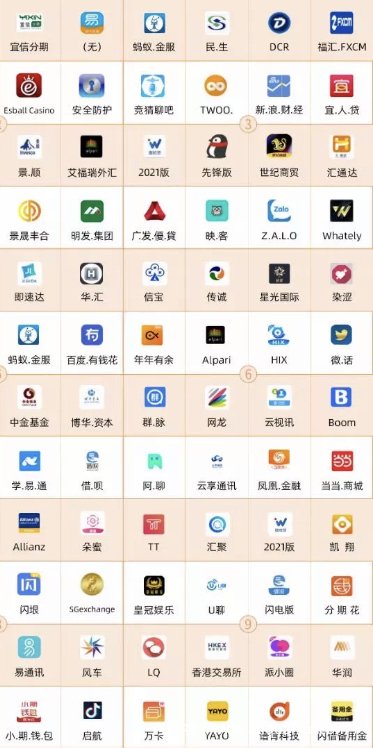 宜信分期 （无） 蚂蚁.金服 民.生 DCR 福汇.FXCM
Esball Casino 安全防护 竞猜聊吧 TWOO. 新.浪.财.经 宜.人.贷
③
景.顺 艾福瑞外汇 2021版 先锋版 世纪商贸 汇通达
景晟丰合 明发.集团 广发.優.貸 映.客 Z.A.L.O Whately
即速达 华.汇 信宝 传诚 星光国际 染涩
蚂蚁.金服 百度.有钱花 年年有余 Alpari HIX 微.话
⑥
中金基金 博华.资本 群.脉 网龙 云视讯 Boom
学.易.通 借.呗 阿.聊 云享通讯 凤凰.金融 当当.商城
Allianz 朵蜜 TT 汇聚 2021版 凯 翔
闪垠 SGexchange 皇冠娱乐 U聊 闪电版 分 期 花
⑨
易通讯 风车 LQ 香港交易所 派小圈 华润
小.期.钱.包 启航 万卡 YAYO 语言科技 闪借备用金